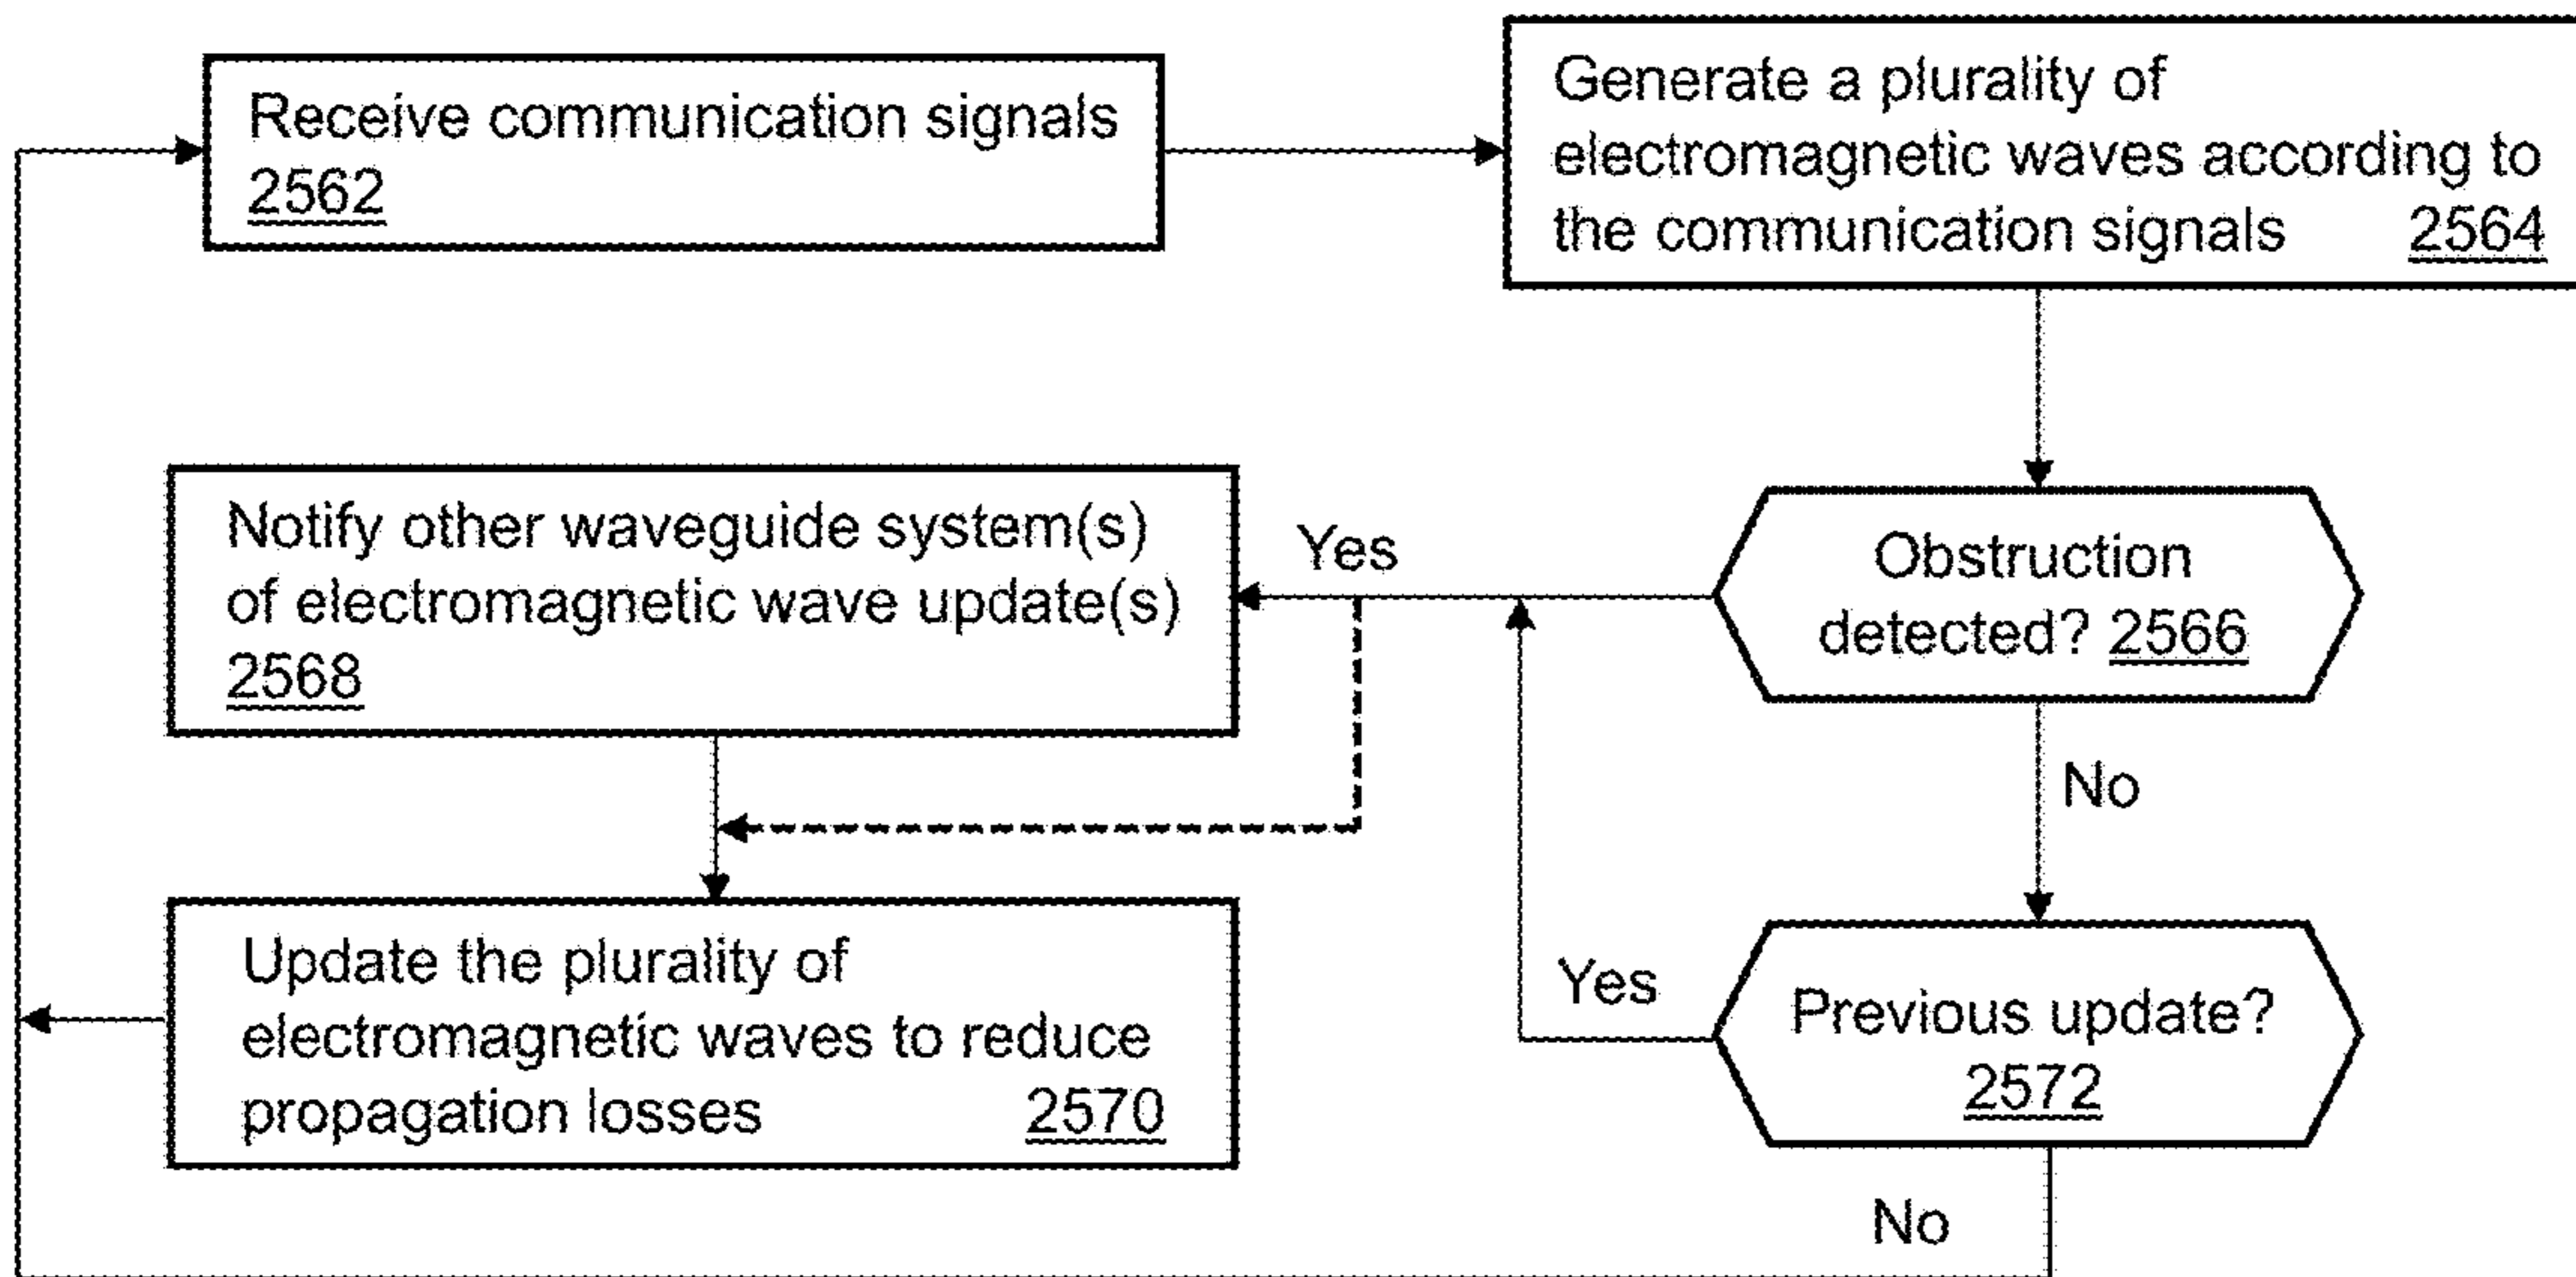 Receive communication signals
2562
Generate a plurality of
electromagnetic waves according to
the communication signals 2564
Notify other waveguide system(s)
of electromagnetic wave update(s)
2568
Yes
Obstruction
detected? 2566
No
Update the plurality of
electromagnetic waves to reduce
propagation losses 2570
Yes
Previous update?
2572
No